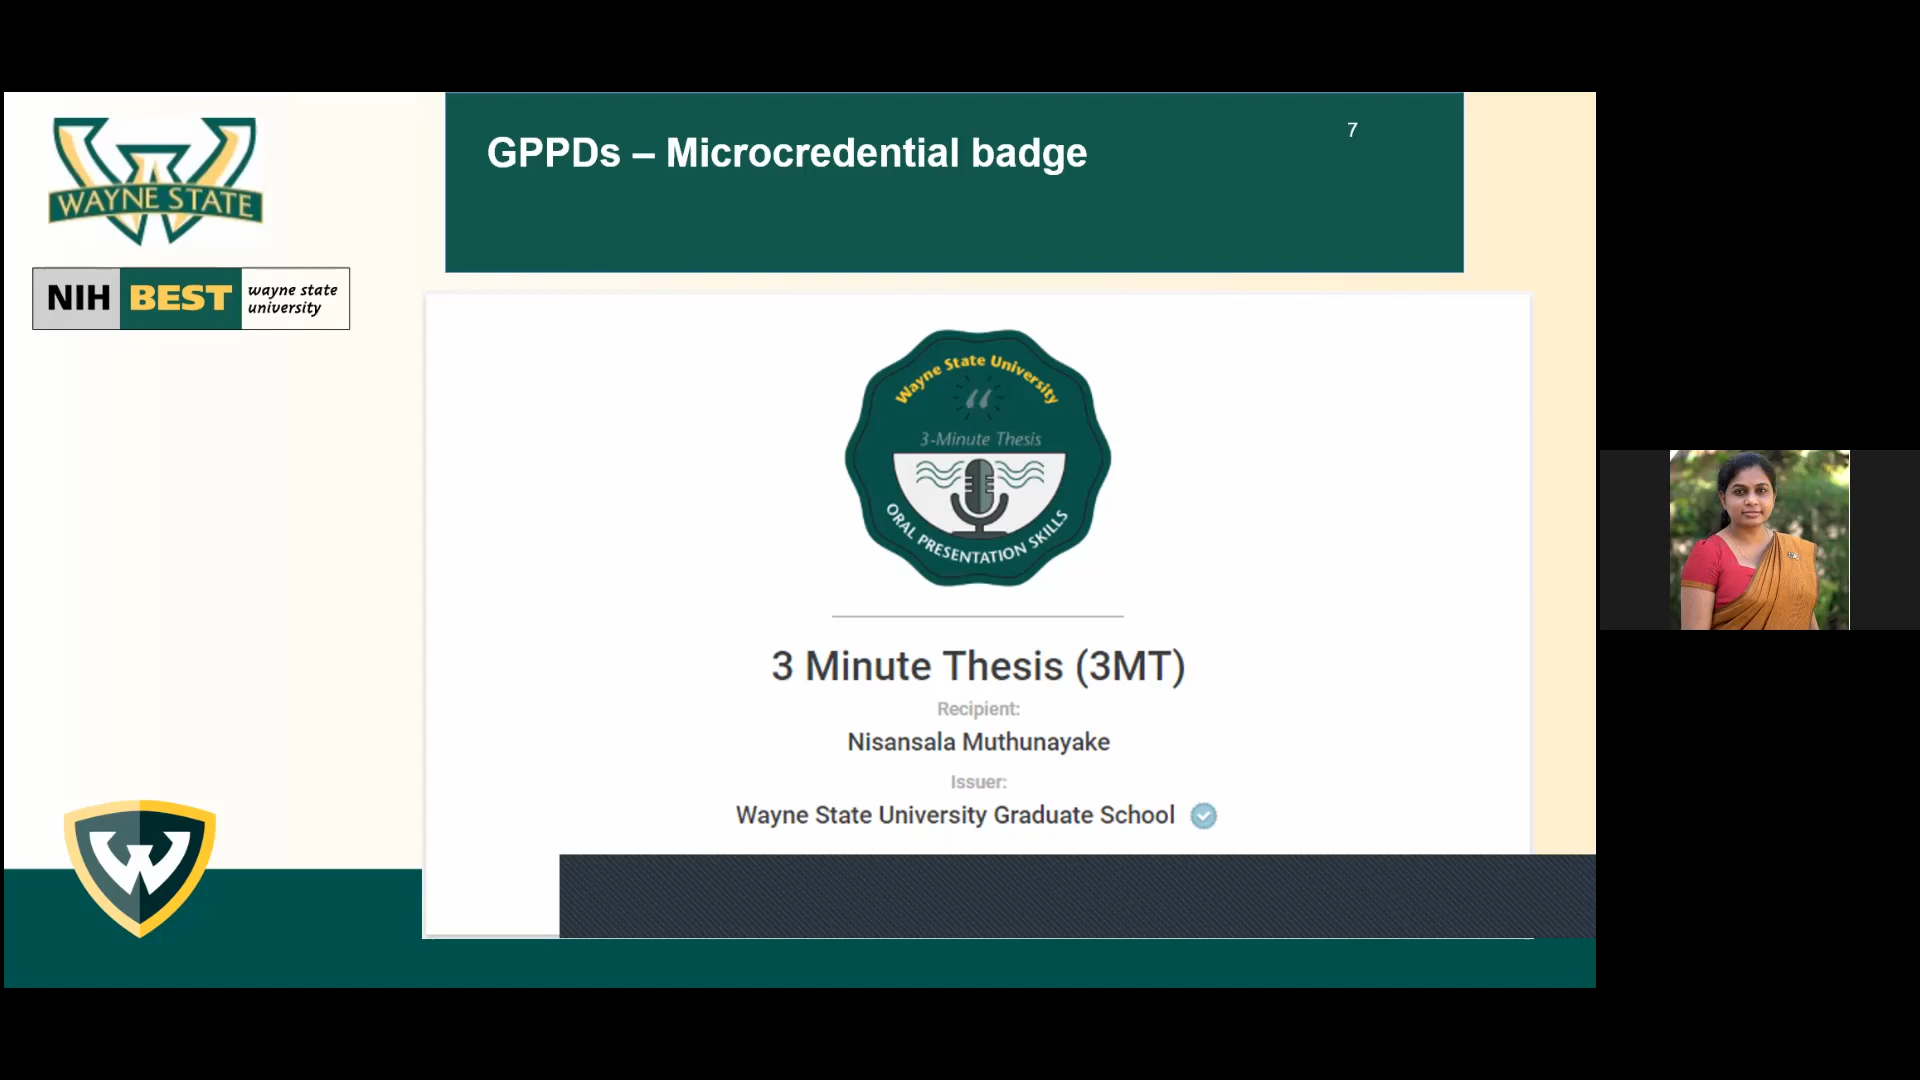 WAYNE STATE
NIH BEST wayne state
university
GPPDs – Microcredential badge
7
Wayne State University
“
3-Minute Thesis
ORAL PRESENTATION SKILLS
3 Minute Thesis (3MT)
Recipient:
Nisansala Muthunayake
Issuer:
Wayne State University Graduate School
W